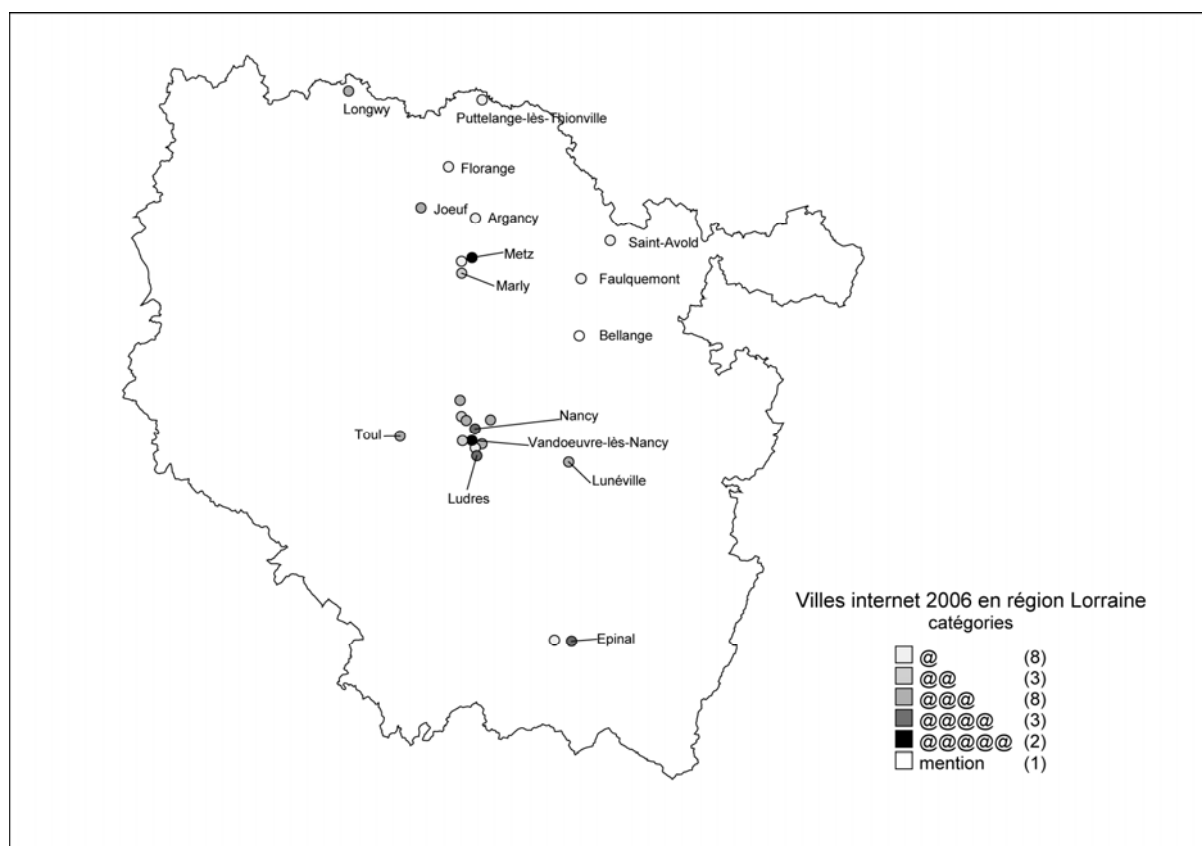 Longwy
Puttelange-lès-Thionville
Florange
Joeuf
Argancy
Saint-Avold
Metz
Faulquemont
Marly
Bellange
Nancy
Toul
Vandoeuvre-lès-Nancy
Lunéville
Ludres
Epinal
Villes internet 2006 en région Lorraine
catégories
@ (8)
@@ (3)
@@@ (8)
@@@@ (3)
@@@@@ (2)
mention (1)